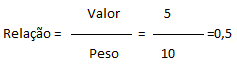 Valor 5
Relação = = =0,5
Peso 10